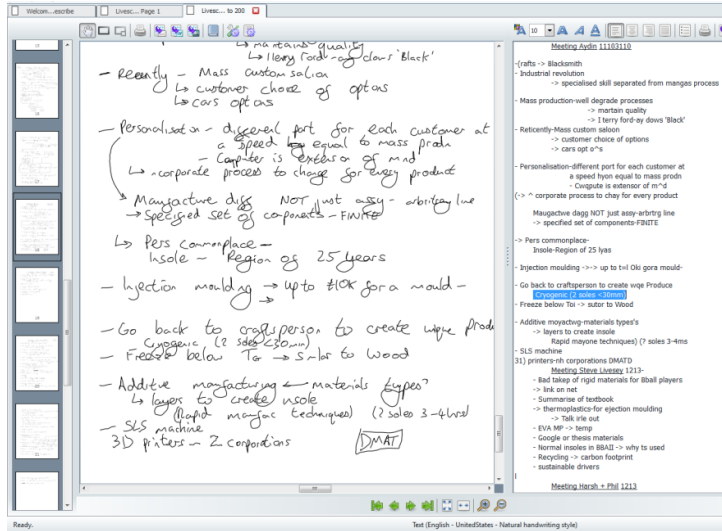 Welcom...escribe
Livesc... Page 1
Livesc... to 200
10
maintains quality
↳ Henry Ford - any colour 'Black'
- Recently - Mass customisation
↳ customer choice of options
↳ cars options
- Personalisation - different part for each customer at
a speed equal to mass prodn
- Computer is extension of mind
↳ incorporate process to change for every product
Manufacture diff NOT just assy - arbitrary line
→ Specified set of components - FINITE
↳ Pers commonplace -
Insole - Region of 25 years
- Injection moulding → up to £10K for a mould -
→
- Go back to craftsperson to create unique Produ
Cryogenic (2 soles <30min)
- Freeze below → similar to Wood
- Additive manufacturing ← materials types?
↳ layers to create insole
(Rapid manufac techniques) (? soles 3-4hrs)
- SLS machine
3D printers - Z corporations
DMAT
Meeting Aydin 11103110
-(rafts -> Blacksmith
- Industrial revolution
-> specialised skill separated from mangas process
- Mass production-well degrade processes
-> martain quality
-> I terry ford-ay dows 'Black'
- Reticently-Mass custom saloon
-> customer choice of options
-> cars opt o^s
- Personalisation-different port for each customer at
a speed hyon equal to mass prodn
- Cwqpute is extensor of m^d
(-> ^ corporate process to chay for every product
Maugactwe dagg NOT just assy-arbrtrg line
-> specified set of components-FINITE
-> Pers commonplace-
Insole-Region of 25 lyas
- Injection moulding ->-> up to t=l Oki gora mould-
- Go back to craftsperson to create wqe Produce
Cryogenic (2 soles <30mm)
- Freeze below Toi -> sutor to Wood
- Additive moyactwg-materials types's
-> layers to create insole
Rapid mayone techniques) (? soles 3-4ms
- SLS machine
31) printers-nh corporations DMATD
Meeting Steve Livesey 1213-
- Bad takep of rigid materials for 8ball players
-> link on net
- Summarise of textbook
-> thermoplastics-for ejection moulding
-> Talk irle out
- EVA MP -> temp
- Google or thesis materials
- Normal insoles in BBAII -> why ts used
- Recycling -> carbon footprint
- sustainable drivers
I
Meeting Harsh + Phil 1213
Ready.
Text (English - UnitedStates - Natural handwriting style)